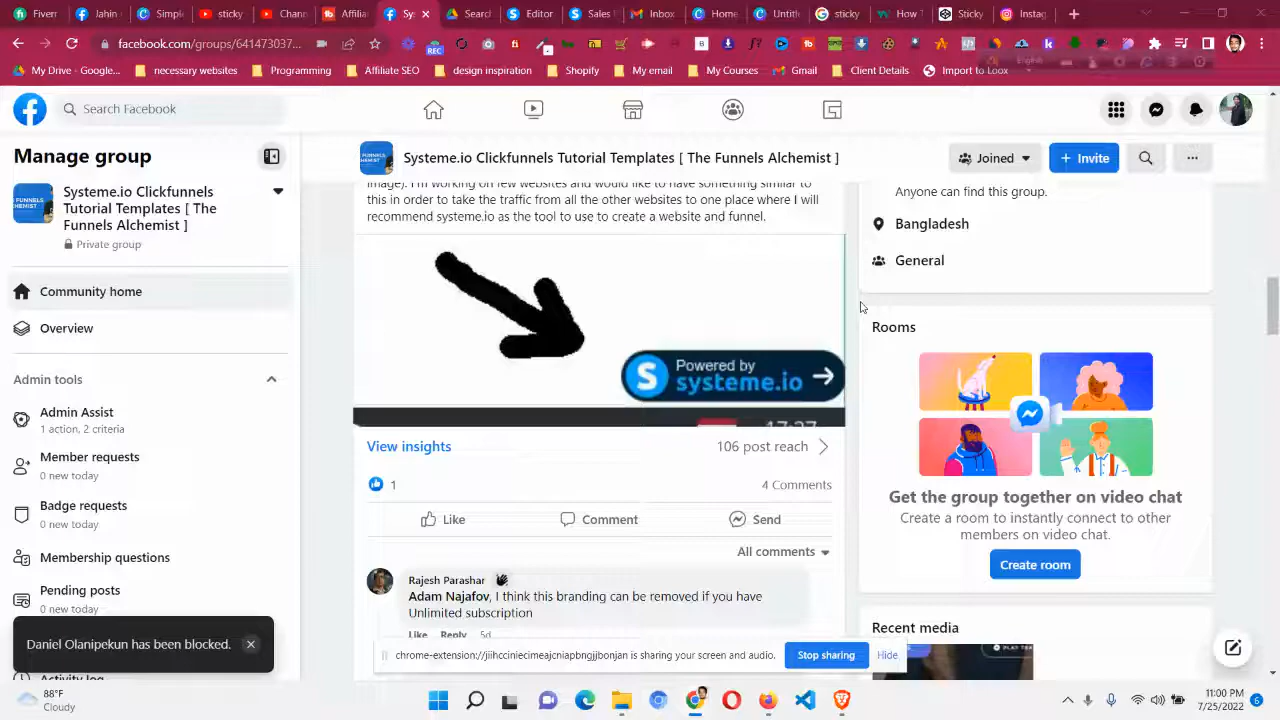 Fiverr
Clickfunn
Jahin
Simple
sticky
Chann
Affilia
Sys
Search
Editor
Sales
Inbox
Home
Untitle
sticky
How T
Sticky
Instag
facebook.com/groups/641473037...
REC
My Drive - Google...
necessary websites
Programming
Affiliate SEO
design inspiration
Shopify
My email
My Courses
Gmail
Client Details
Import to Loox
English
Search Facebook
Manage group
Systeme.io Clickfunnels
Tutorial Templates [ The
Funnels Alchemist ]
Private group
Community home
Overview
Admin tools
Admin Assist
1 action, 2 criteria
Member requests
0 new today
Badge requests
0 new today
Membership questions
Pending posts
0 new today
Daniel Olanipekun has been blocked.
Activity log
Systeme.io Clickfunnels Tutorial Templates [ The Funnels Alchemist ]
Joined
+ Invite
image). I'm working on few websites and would like to have something similar to
this in order to take the traffic from all the other websites to one place where I will
recommend systeme.io as the tool to use to create a website and funnel.
Powered by
systeme.io
17:27
View insights
106 post reach
1
4 Comments
Like
Comment
Send
All comments
Rajesh Parashar
Adam Najafov, I think this branding can be removed if you have
Unlimited subscription
Like Reply 5d
chrome-extension://jiihcciniecimeajcniapbngjjbonjan is sharing your screen and audio.
Stop sharing
Hide
Anyone can find this group.
Bangladesh
General
Rooms
Get the group together on video chat
Create a room to instantly connect to other
members on video chat.
Create room
Recent media
88°F
Cloudy
11:00 PM
7/25/2022
6